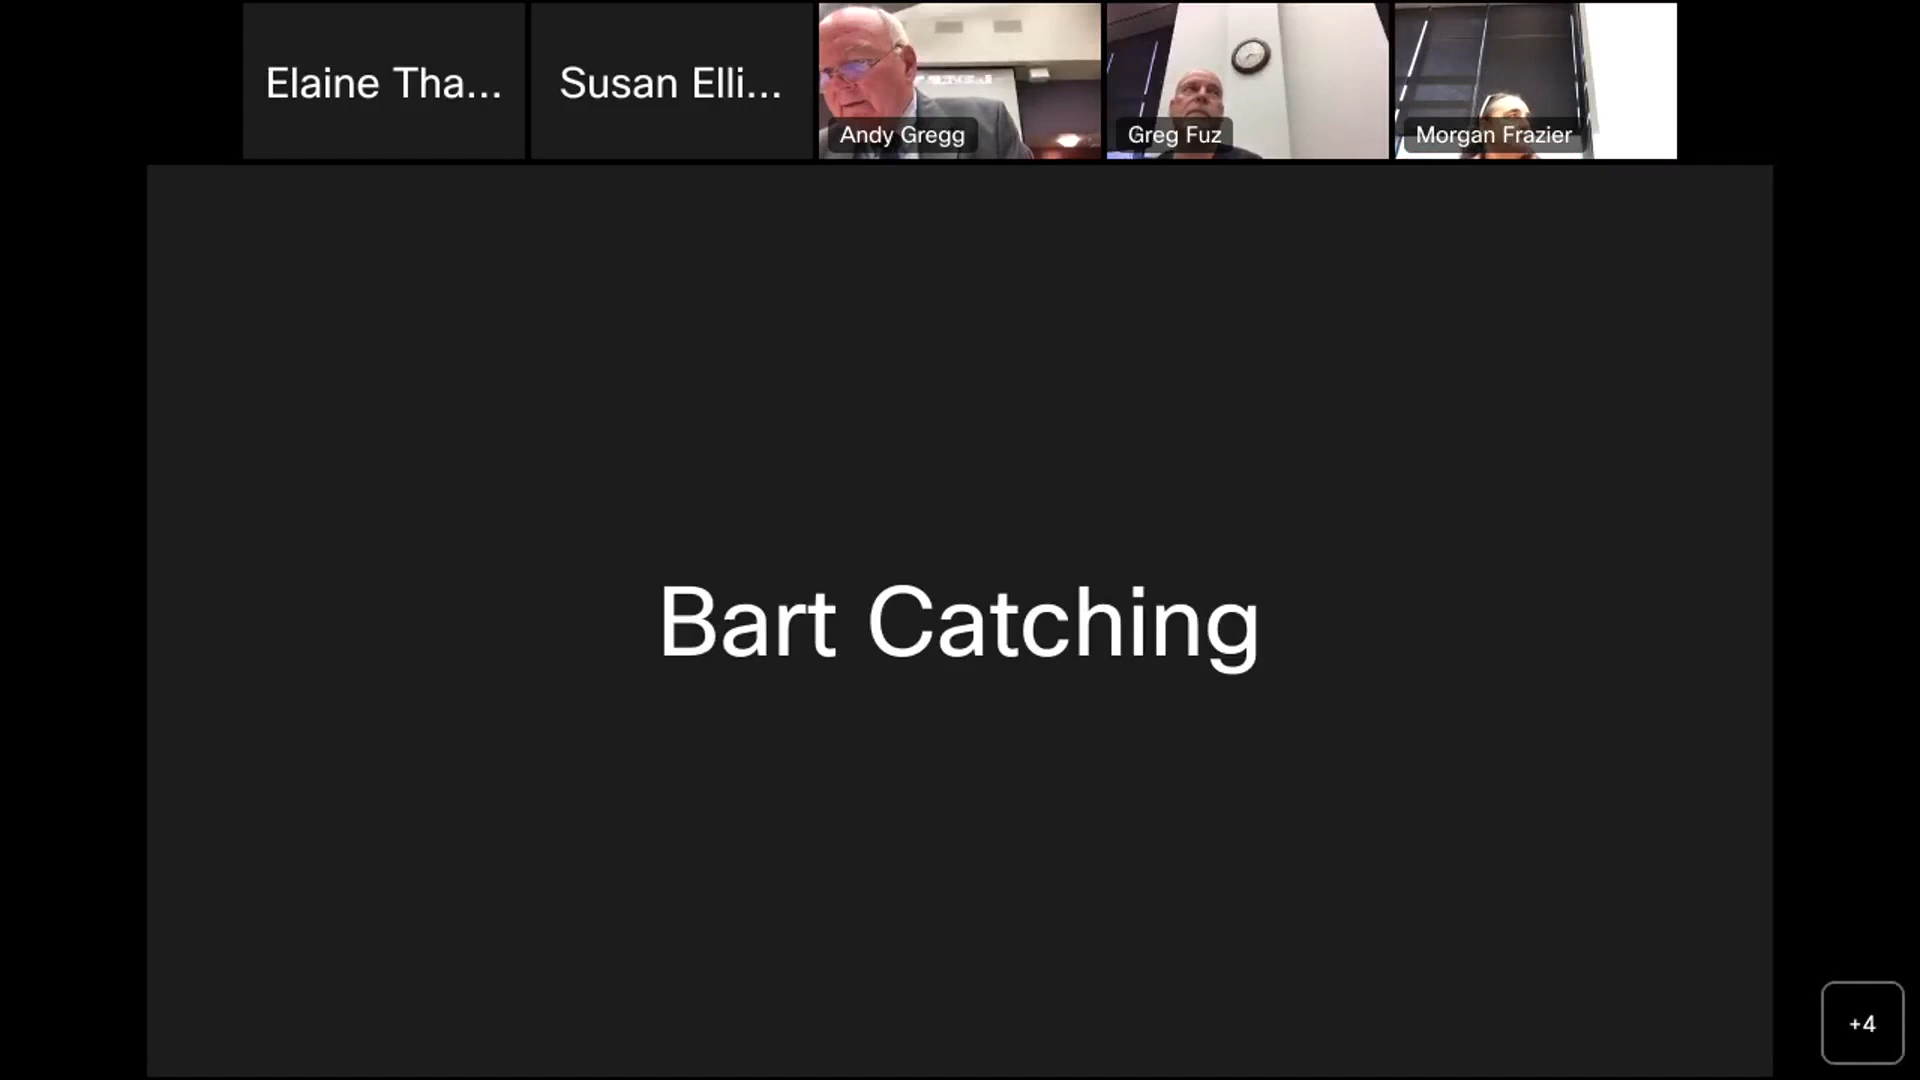 Elaine Tha...
Susan Elli...
Andy Gregg
Greg Fuz
Morgan Frazier
Bart Catching
+4